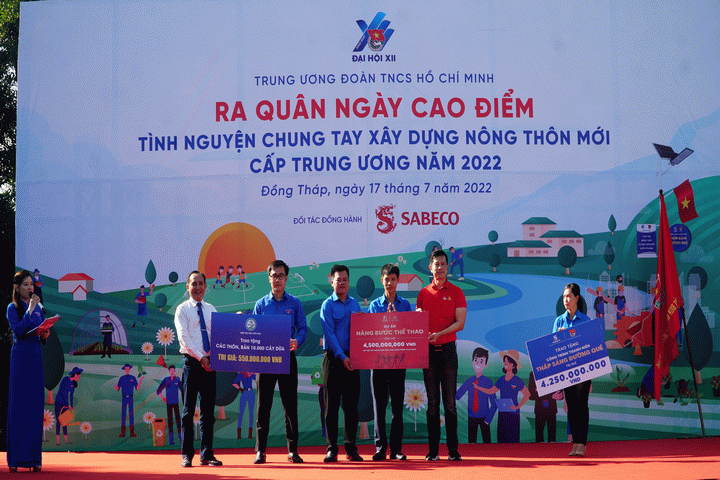 ĐẠI HỘI XII
TRUNG ƯƠNG ĐOÀN TNCS HỒ CHÍ MINH
RA QUÂN NGÀY CAO ĐIỂM
TÌNH NGUYỆN CHUNG TAY XÂY DỰNG NÔNG THÔN MỚI
CẤP TRUNG ƯƠNG NĂM 2022
Đồng Tháp, ngày 17 tháng 7 năm 2022
ĐỐI TÁC ĐỒNG HÀNH
SABECO
Trao tặng
CÁC THÔN, BẢN 10.000 CÂY DỪA
TRỊ GIÁ: 550.000.000 VNĐ
DỰ ÁN
HÀNG BƯỚC THỂ THAO
4,500,000,000 VND
TRAO TẶNG
CÔNG TRÌNH THANH NIÊN
THẮP SÁNG ĐƯỜNG QUÊ
4.250.000.000
VND